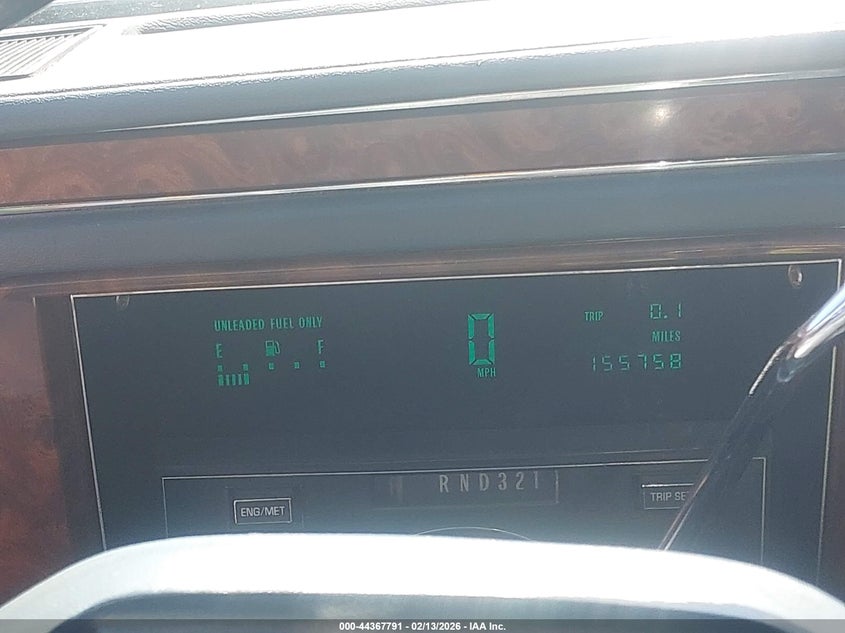 UNLEADED FUEL ONLY
E F
0
MPH
TRIP 0.1
MILES
155758
RND321
ENG/MET
TRIP SE
000-44367791 - 02/13/2026 - IAA Inc.